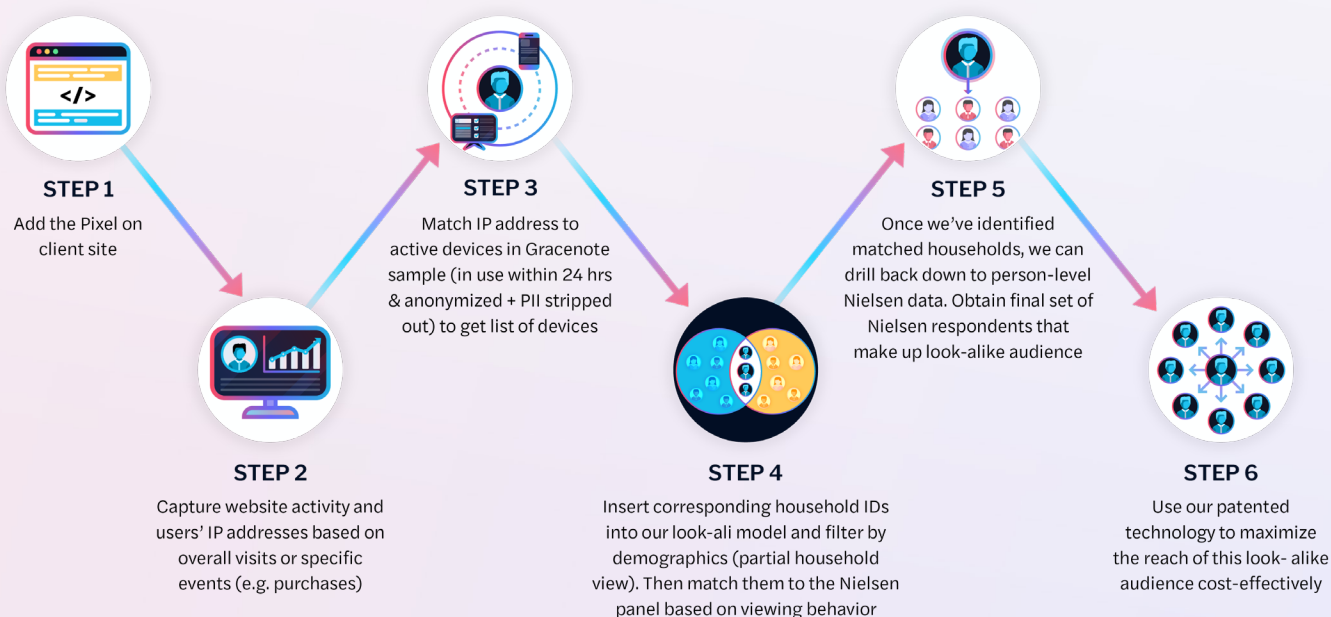 </>
STEP 1
Add the Pixel on
client site
STEP 2
Capture website activity and
users’ IP addresses based on
overall visits or specific
events (e.g. purchases)
STEP 3
Match IP address to
active devices in Gracenote
sample (in use within 24 hrs
& anonymized + PII stripped
out) to get list of devices
STEP 4
Insert corresponding household IDs
into our look-ali model and filter by
demographics (partial household
view). Then match them to the Nielsen
panel based on viewing behavior
STEP 5
Once we’ve identified
matched households, we can
drill back down to person-level
Nielsen data. Obtain final set of
Nielsen respondents that
make up look-alike audience
STEP 6
Use our patented
technology to maximize
the reach of this look- alike
audience cost-effectively